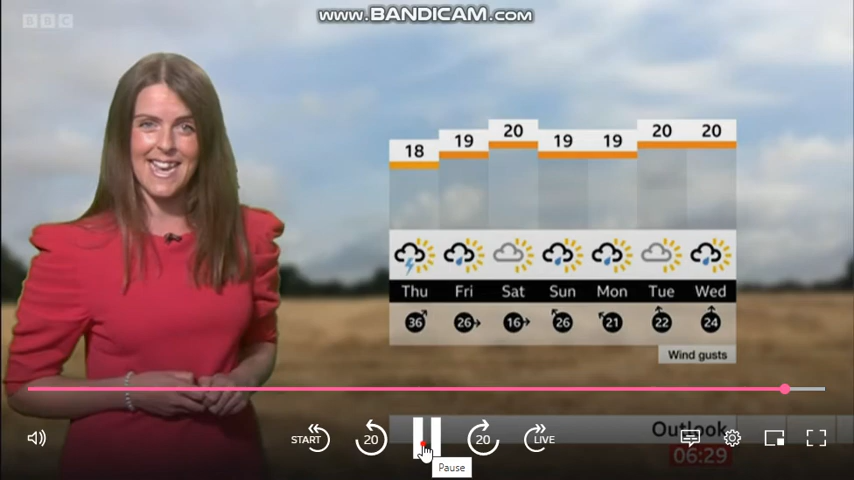 BBC
www.BANDICAM.com
18 19 20 19 19 20 20
Thu Fri Sat Sun Mon Tue Wed
36 26 16 26 21 22 24
Wind gusts
START 20 20 LIVE
Outlook
06:29
Pause